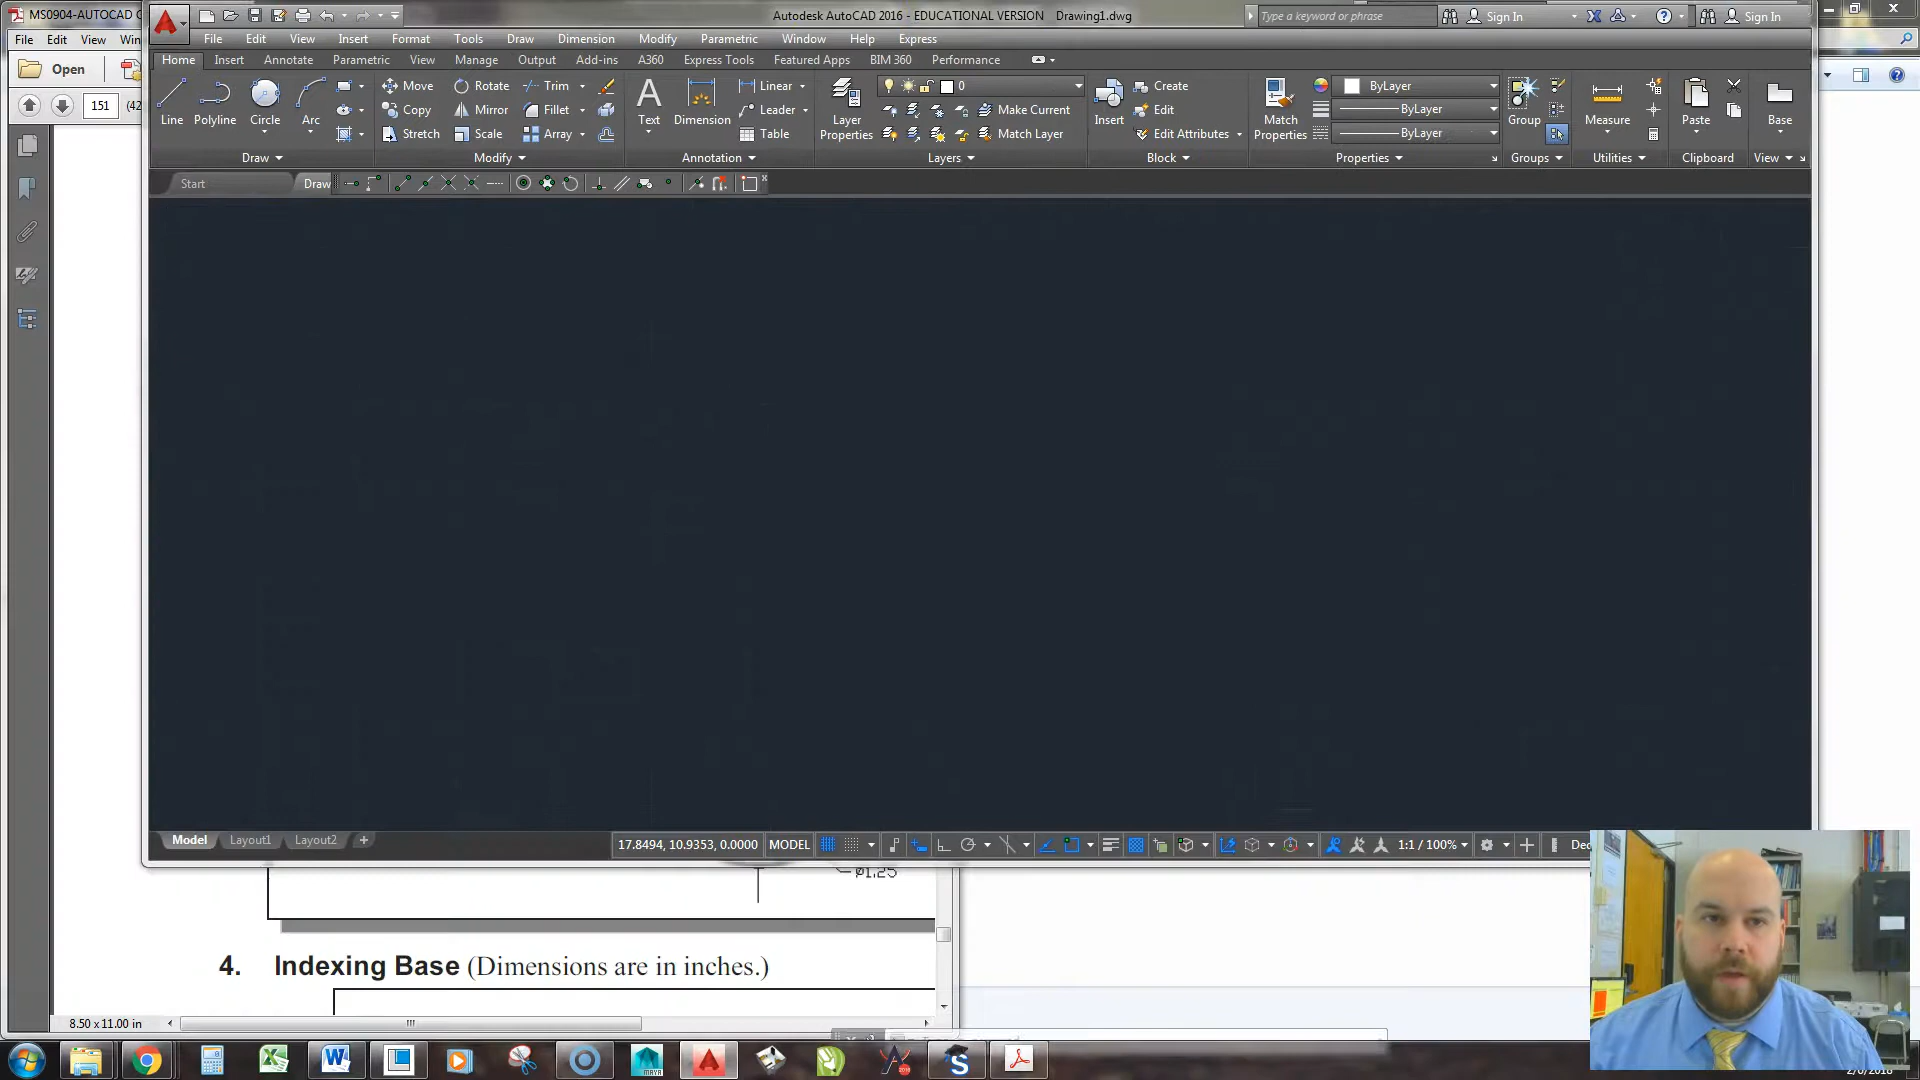 MS0904-AUTOCAD
Autodesk AutoCAD 2016 - EDUCATIONAL VERSION Drawing1.dwg
Type a keyword or phrase
Sign In
Sign In
File Edit View
File Edit View Insert Format Tools Draw Dimension Modify Parametric Window Help Express
Home Insert Annotate Parametric View Manage Output Add-ins A360 Express Tools Featured Apps BIM 360 Performance
Open
151
Line Polyline Circle Arc
Draw
Move Rotate Trim
Copy Mirror Fillet
Stretch Scale Array
Modify
Text Dimension
Linear
Leader
Table
Annotation
Layer Properties
0
Make Current
Match Layer
Layers
Insert
Create
Edit
Edit Attributes
Block
Match Properties
ByLayer
ByLayer
ByLayer
Properties
Group
Groups
Measure
Utilities
Paste
Clipboard
Base
View
Start
Draw
Model Layout1 Layout2
17.8494, 10.9353, 0.0000 MODEL
1:1 / 100%
ø1.25
4. Indexing Base (Dimensions are in inches.)
8.50 x 11.00 in
MAYA